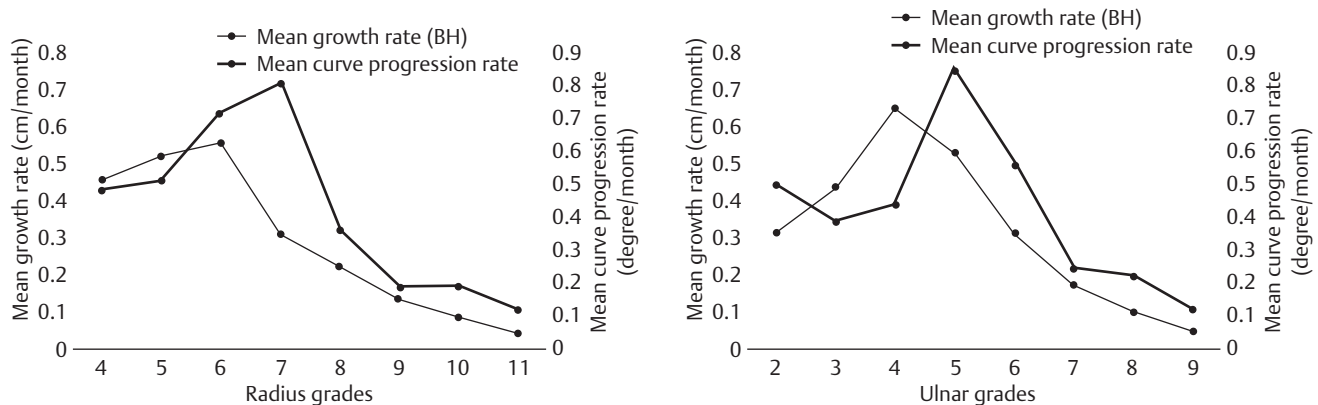 Mean growth rate (BH)
Mean curve progression rate
Mean growth rate (cm/month)
0.8
0.7
0.6
0.5
0.4
0.3
0.2
0.1
0
0.9
0.8
0.7
0.6
0.5
0.4
0.3
0.2
0.1
0
Mean curve progression rate
(degree/month)
4 5 6 7 8 9 10 11
Radius grades
Mean growth rate (BH)
Mean curve progression rate
Mean growth rate (cm/month)
0.8
0.7
0.6
0.5
0.4
0.3
0.2
0.1
0
0.9
0.8
0.7
0.6
0.5
0.4
0.3
0.2
0.1
0
Mean curve progression rate
(degree/month)
2 3 4 5 6 7 8 9
Ulnar grades